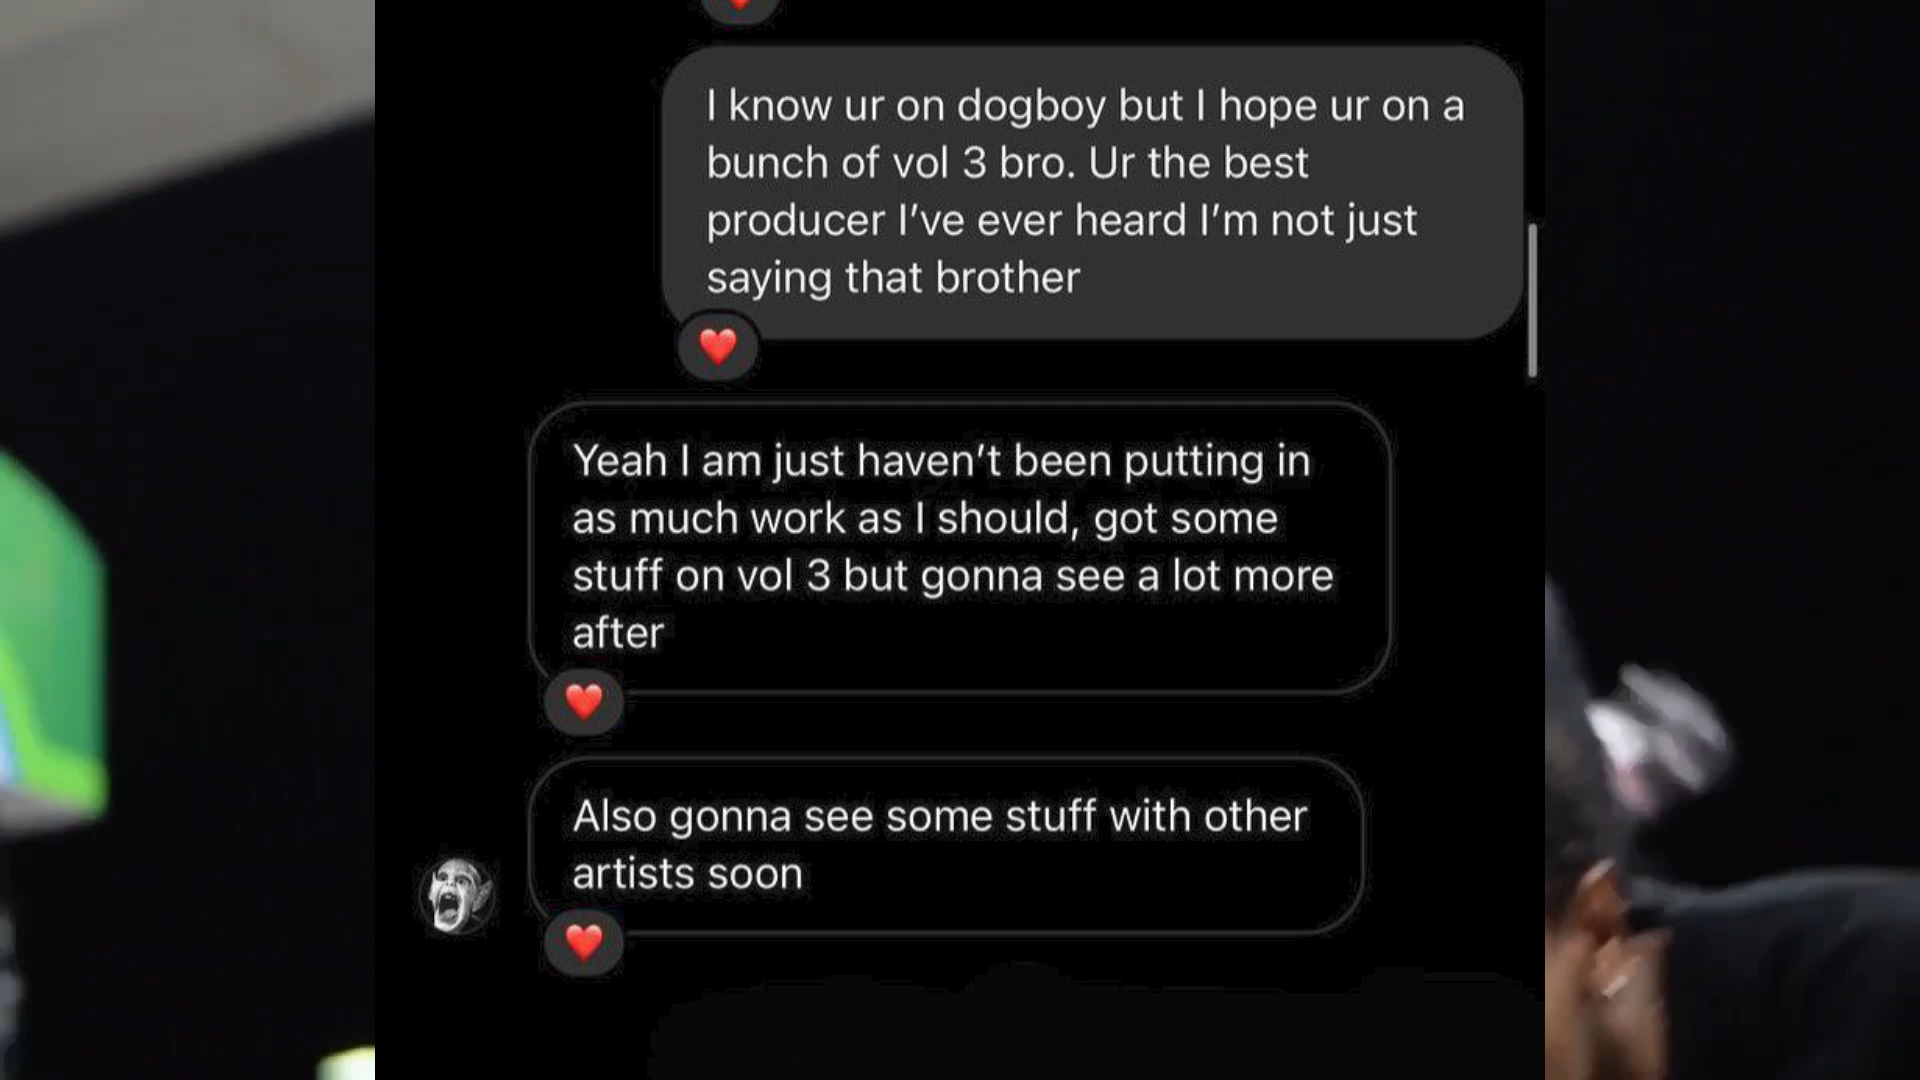 I know ur on dogboy but I hope ur on a
bunch of vol 3 bro. Ur the best
producer I've ever heard I'm not just
saying that brother
Yeah I am just haven't been putting in
as much work as I should, got some
stuff on vol 3 but gonna see a lot more
after
Also gonna see some stuff with other
artists soon